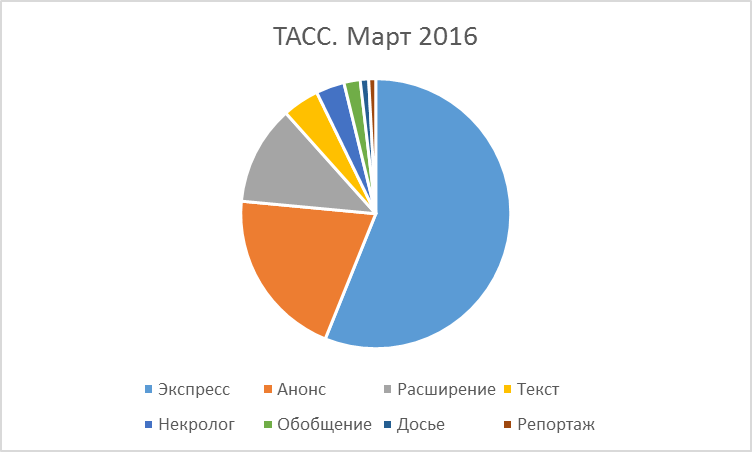 ТАСС. Март 2016
Экспресс Анонс Расширение Текст
Некролог Обобщение Досье Репортаж